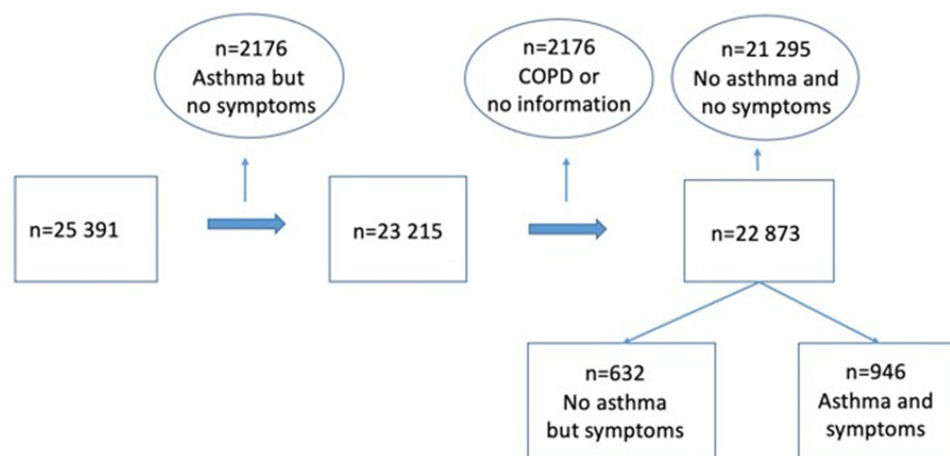 n=2176
Asthma but
no symptoms
n=2176
COPD or
no information
n=21 295
No asthma and
no symptoms
n=25 391
n=23 215
n=22 873
n=632
No asthma
but symptoms
n=946
Asthma and
symptoms